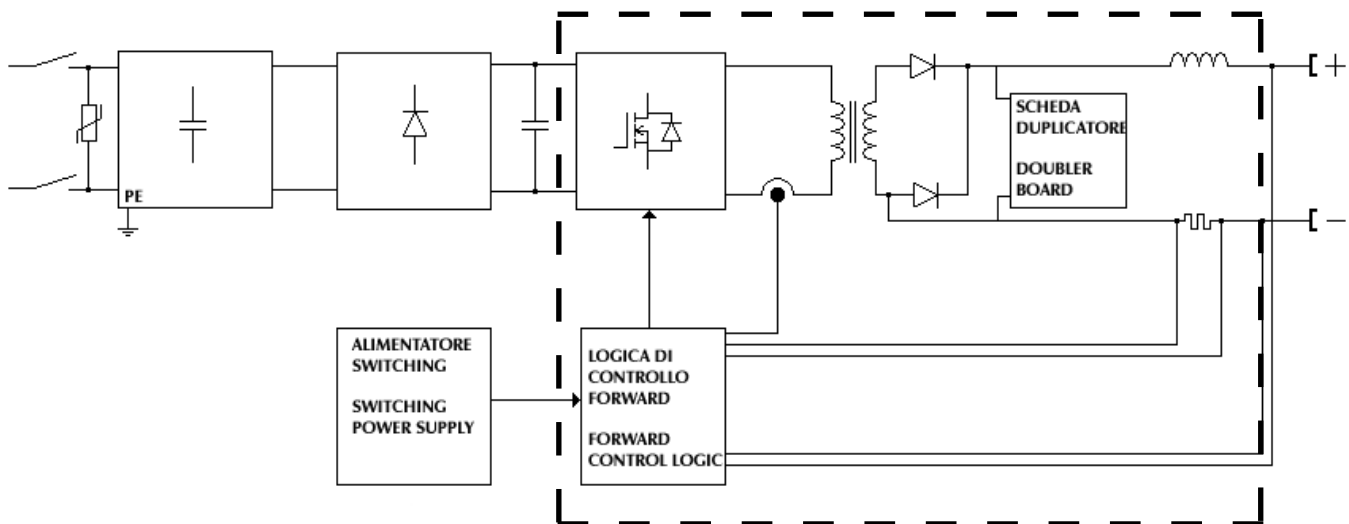 PE
SCHEDA
DUPLICATORE
DOUBLER
BOARD
+
−
ALIMENTATORE
SWITCHING
SWITCHING
POWER SUPPLY
LOGICA DI
CONTROLLO
FORWARD
FORWARD
CONTROL LOGIC